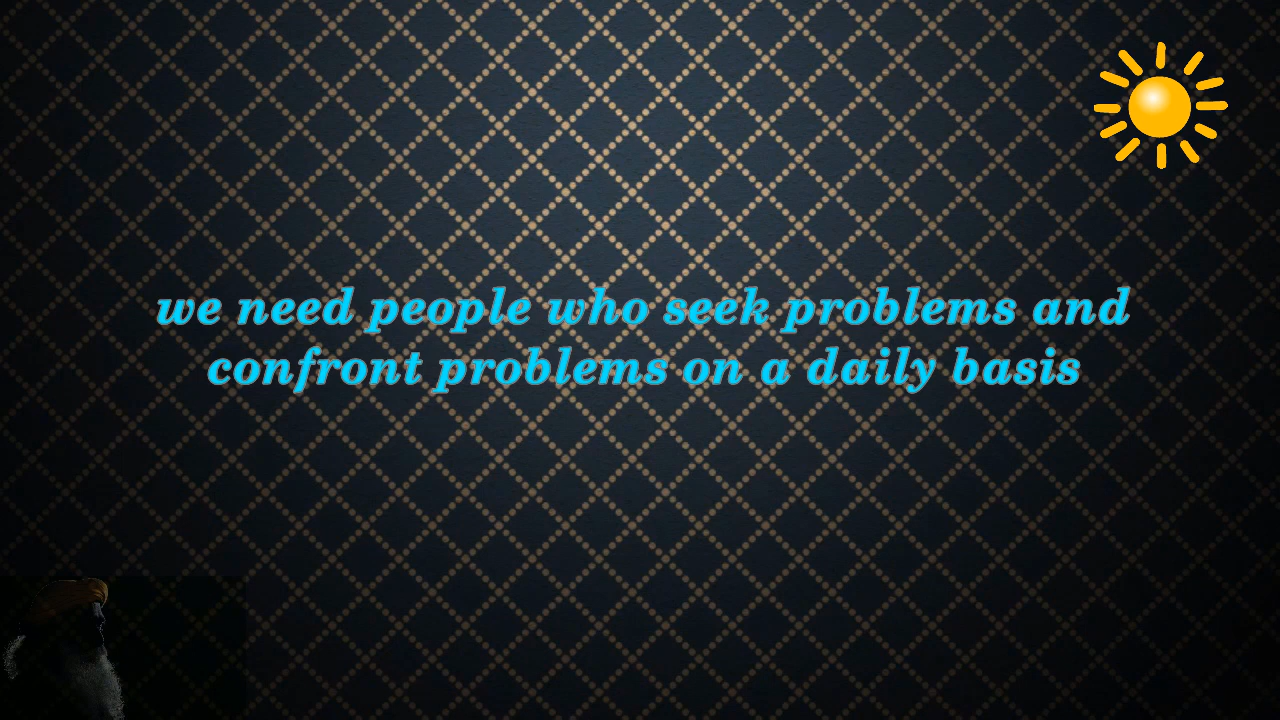 we need people who seek problems and
confront problems on a daily basis